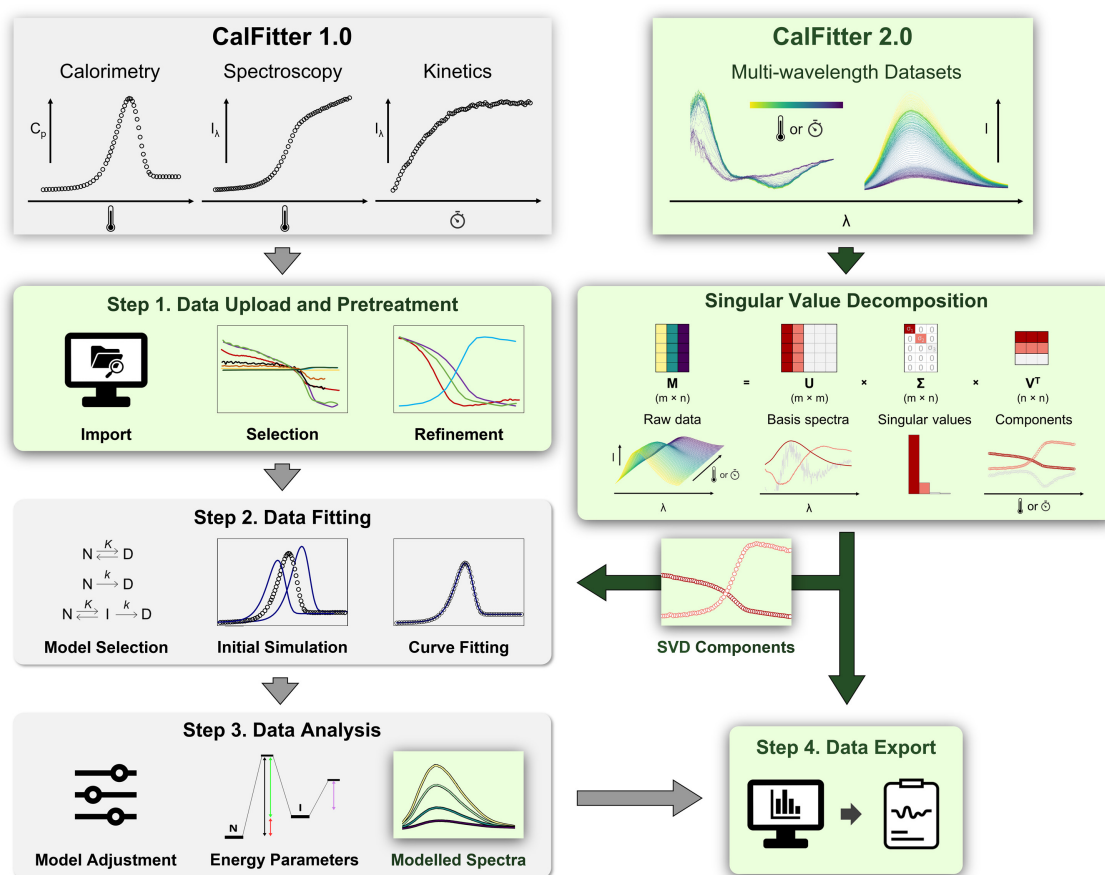 CalFitter 1.0
Calorimetry
Spectroscopy
Kinetics
Cp
Iλ
Iλ
CalFitter 2.0
Multi-wavelength Datasets
or
I
λ
Step 1. Data Upload and Pretreatment
Import
Selection
Refinement
Singular Value Decomposition
M = U × Σ × Vᵀ
(m × n) (m × m) (m × n) (n × n)
Raw data
Basis spectra
Singular values
Components
I
or
λ
λ
or
Step 2. Data Fitting
N K D
N k D
N K I k D
Model Selection
Initial Simulation
Curve Fitting
SVD Components
Step 3. Data Analysis
N
I
Model Adjustment
Energy Parameters
Modelled Spectra
Step 4. Data Export